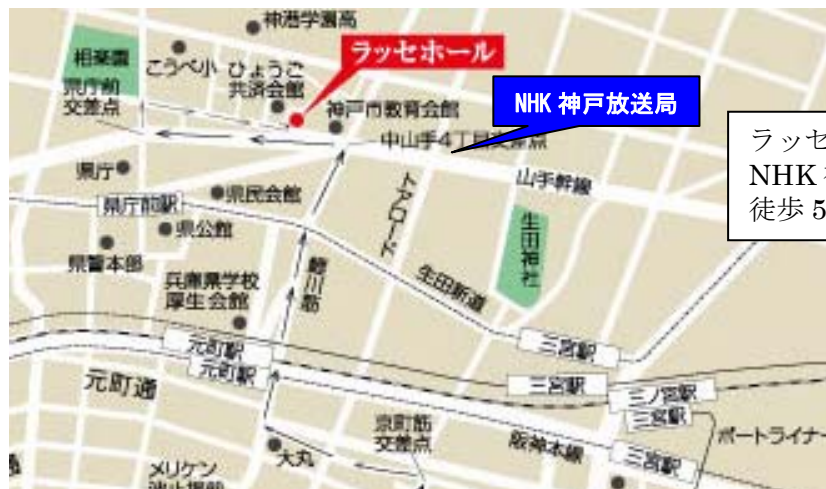 神港学園高
相楽園
こうべ小
ひょうご
共済会館
ラッセホール
県庁前
交差点
神戸市教育会館
NHK 神戸放送局
中山手4丁目交差点
ラッセ
NHK
徒歩 5
県庁
県民会館
山手幹線
県庁前駅
県公館
トアロード
生田神社
県警本部
兵庫県学校
厚生会館
鯉川筋
生田新道
元町駅
元町駅
三宮駅
三宮駅
三ノ宮駅
三宮駅
元町通
京町筋
交差点
阪神本線
ポートライナー
三宮駅
大丸
メリケン